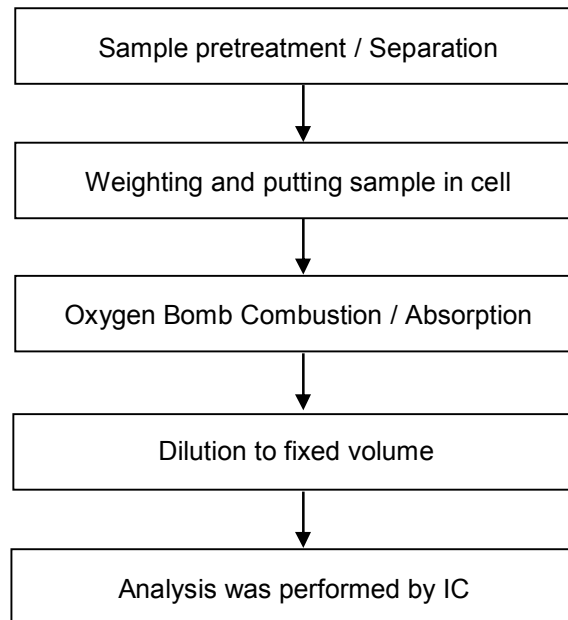 Sample pretreatment / Separation
Weighting and putting sample in cell
Oxygen Bomb Combustion / Absorption
Dilution to fixed volume
Analysis was performed by IC